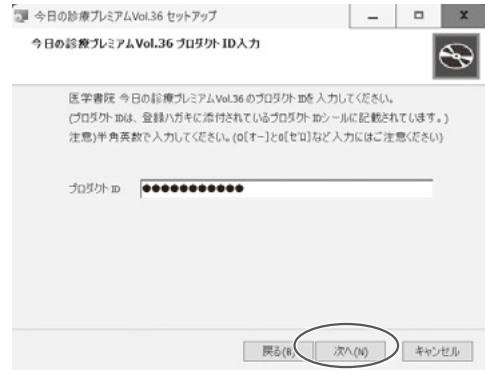 今日の診療プレミアムVol.36 セットアップ
今日の診療プレミアムVol.36 プロダクト ID入力
医学書院 今日の診療プレミアムVol.36 のプロダクト IDを入力してください。
(プロダクト IDは、登録ハガキに添付されているプロダクト IDシールに記載されています。)
注意)半角英数で入力してください。(o[オー]と0[ゼロ]など入力にはご注意ください)
プロダクト ID ●●●●●●●●●●●
戻る(B) 次へ(N) キャンセル